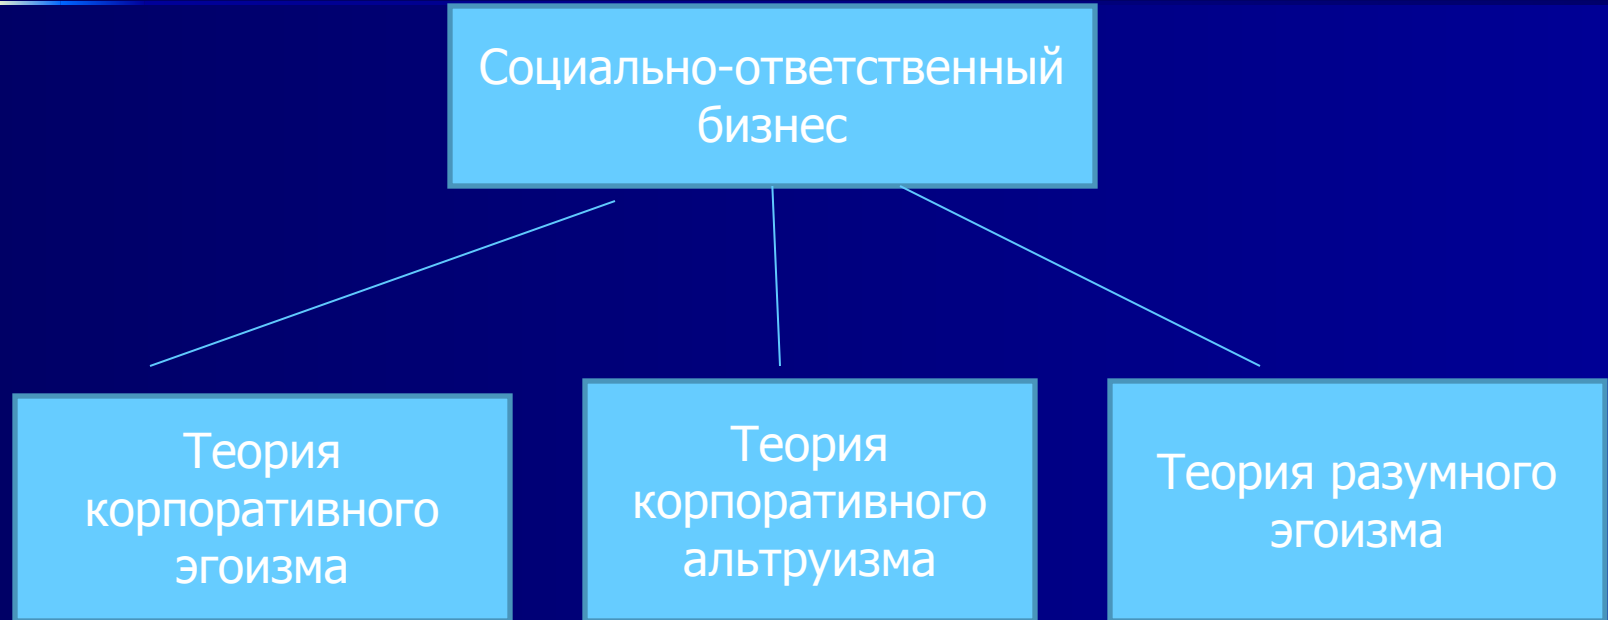 Социально-ответственный
бизнес
Теория
корпоративного
эгоизма
Теория
корпоративного
альтруизма
Теория разумного
эгоизма